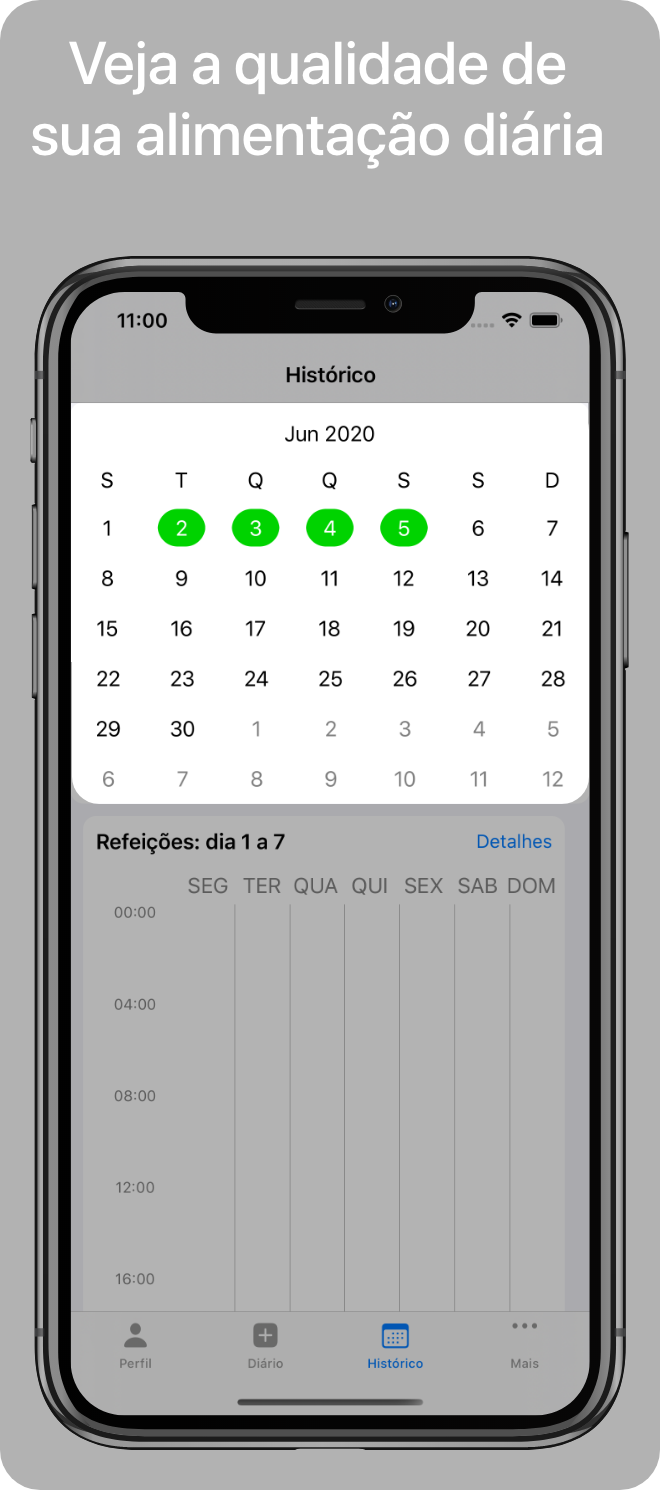 Veja a qualidade de
sua alimentação diária
11:00
Histórico
Jun 2020
S T Q Q S S D
1 2 3 4 5 6 7
8 9 10 11 12 13 14
15 16 17 18 19 20 21
22 23 24 25 26 27 28
29 30 1 2 3 4 5
6 7 8 9 10 11 12
Refeições: dia 1 a 7 Detalhes
SEG TER QUA QUI SEX SAB DOM
00:00
04:00
08:00
12:00
16:00
Perfil Diário Histórico Mais